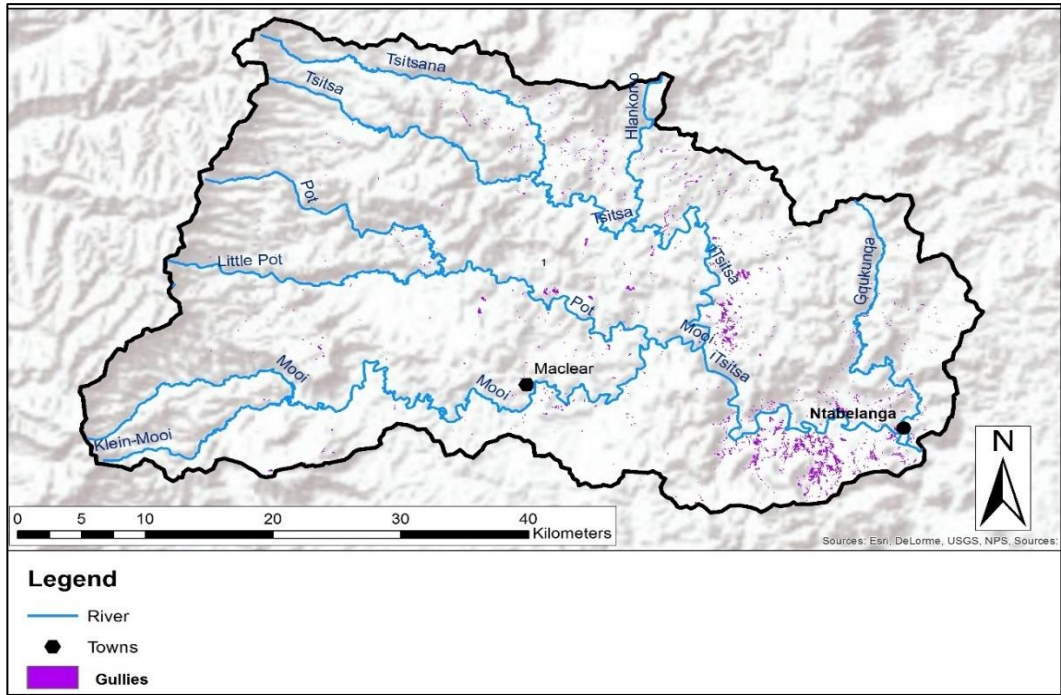 Tsitsana
Tsitsa
Hlankomo
Pot
Tsitsa
Little Pot
1
iTsitsa
Gqukunqa
Pot
Mooi
iTsitsa
Mooi
Maclear
Mooi
Ntabelanga
Klein-Mooi
N
0 5 10 20 30 40
Kilometers
Sources: Esri, DeLorme, USGS, NPS, Sources:
Legend
River
Towns
Gullies